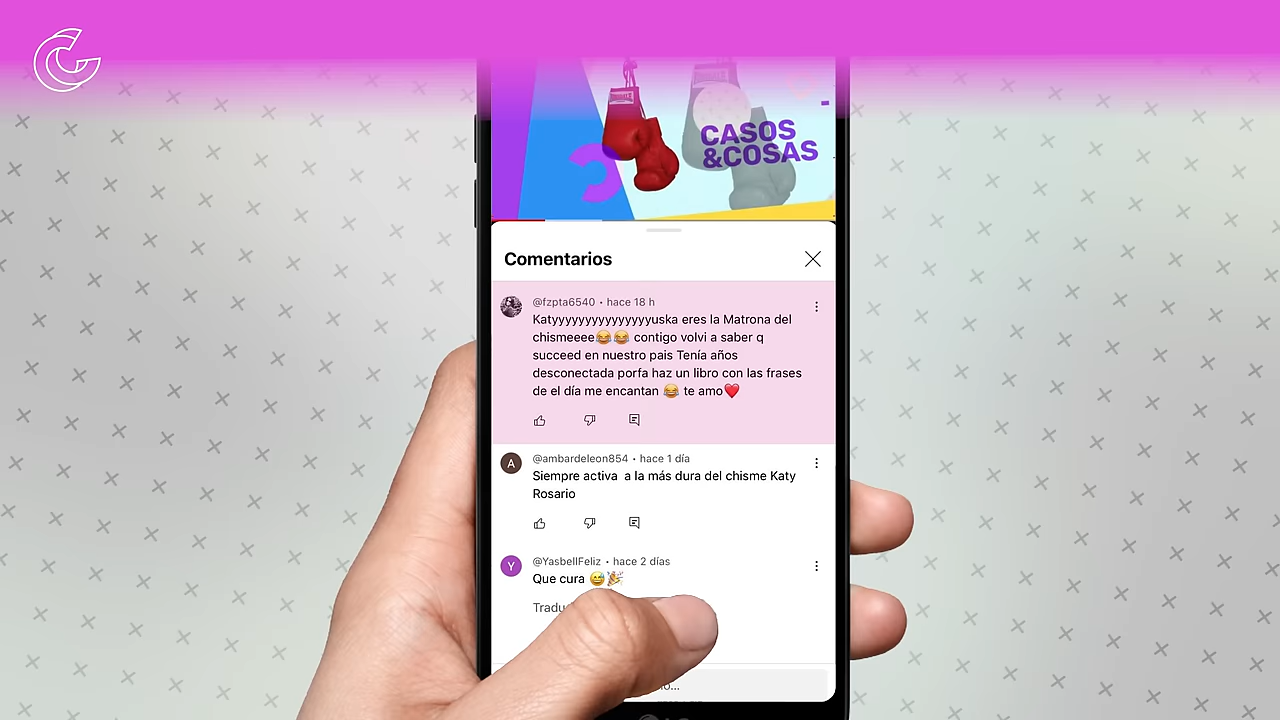 CASOS
&COSAS
Comentarios
@fzpta6540 • hace 18 h
Katyyyyyyyyyyyyyyyuska eres la Matrona del
chismeeee😂😂 contigo volvi a saber q
succeed en nuestro pais Tenía años
desconectada porfa haz un libro con las frases
de el día me encantan 😂 te amo❤️
A
@ambardeleon854 • hace 1 día
Siempre activa a la más dura del chisme Katy
Rosario
Y
@YasbellFeliz • hace 2 días
Que cura 😅🎉